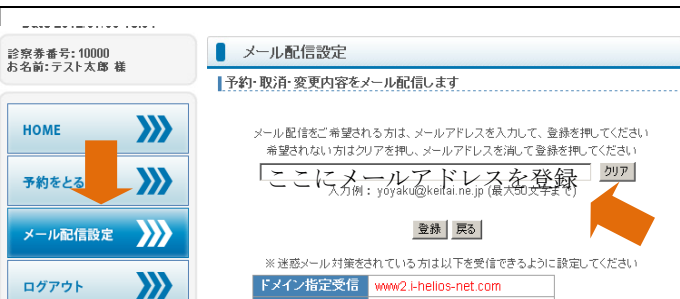 診察券番号:10000
お名前:テスト太郎 様
HOME
予約をとる
メール配信設定
ログアウト
メール配信設定
予約・取消・変更内容をメール配信します
メール配信をご希望される方は、メールアドレスを入力して、登録を押してください
希望されない方はクリアを押し、メールアドレスを消して登録を押してください
ここにメールアドレスを登録 クリア
入力例: yoyaku@keitai.ne.jp (最大50文字まで)
登録 戻る
※迷惑メール対策をされている方は以下を受信できるように設定してください
ドメイン指定受信 www2.i-helios-net.com